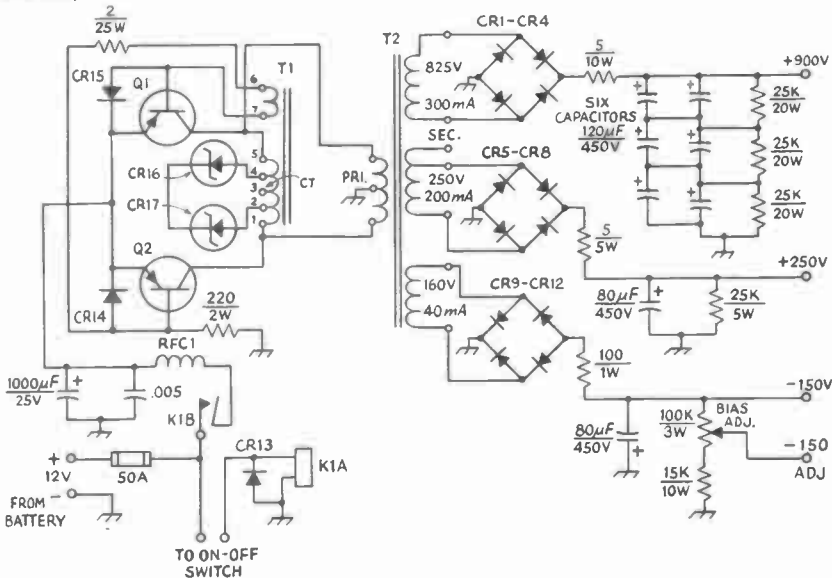 2
25W
T1
T2
CR1-CR4
5
10W
+900V
CR15
Q1
6
7
825V
300mA
SIX
CAPACITORS
120µF
450V
25K
20W
25K
20W
25K
20W
CR16
5
4
3
2
1
CT
PRI.
SEC.
CR5-CR8
250V
200mA
CR17
5
5W
+250V
Q2
CR14
220
2W
160V
40mA
CR9-CR12
80µF
450V
25K
5W
RFC1
100
1W
1000µF
25V
.005
-150V
K1B
80µF
450V
100K
3W
BIAS
ADJ.
CR13
K1A
-150
ADJ
15K
10W
+
12V
-
50A
FROM
BATTERY
TO ON-OFF
SWITCH